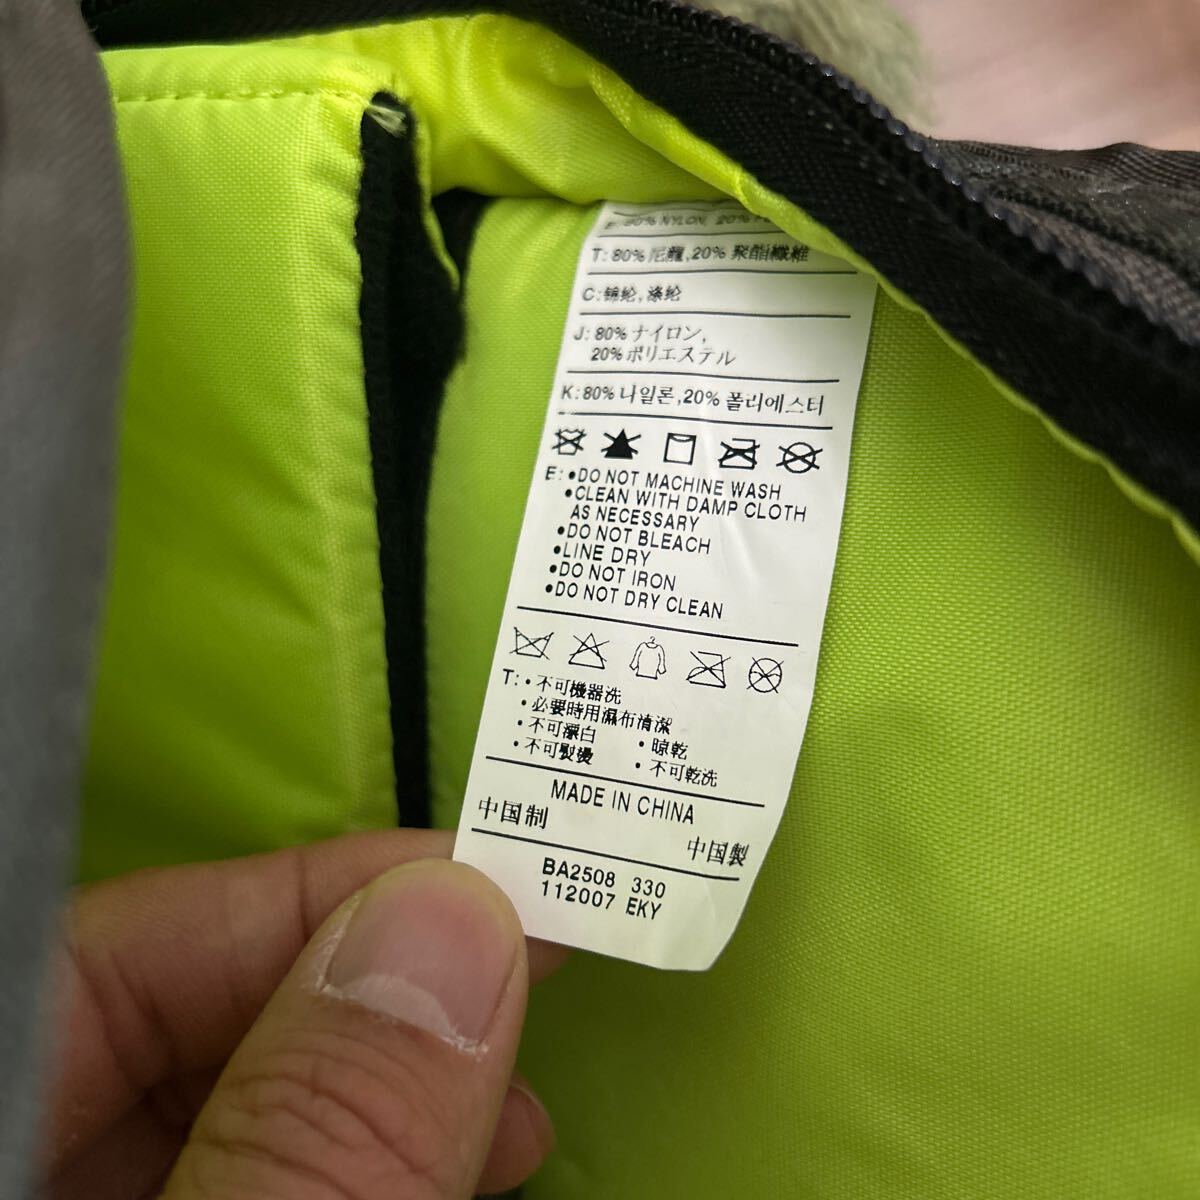 80% NYLON, 20%
T: 80% 尼龍, 20% 聚酯纖維
C: 锦纶, 涤纶
J: 80% ナイロン,
20% ポリエステル
K: 80% 나일론, 20% 폴리에스터
E: •DO NOT MACHINE WASH
•CLEAN WITH DAMP CLOTH
AS NECESSARY
•DO NOT BLEACH
•LINE DRY
•DO NOT IRON
•DO NOT DRY CLEAN
T: •不可機器洗
•必要時用濕布清潔
•不可漂白 •晾乾
•不可熨燙 •不可乾洗
MADE IN CHINA
中国制 中国製
BA2508 330
112007 EKY